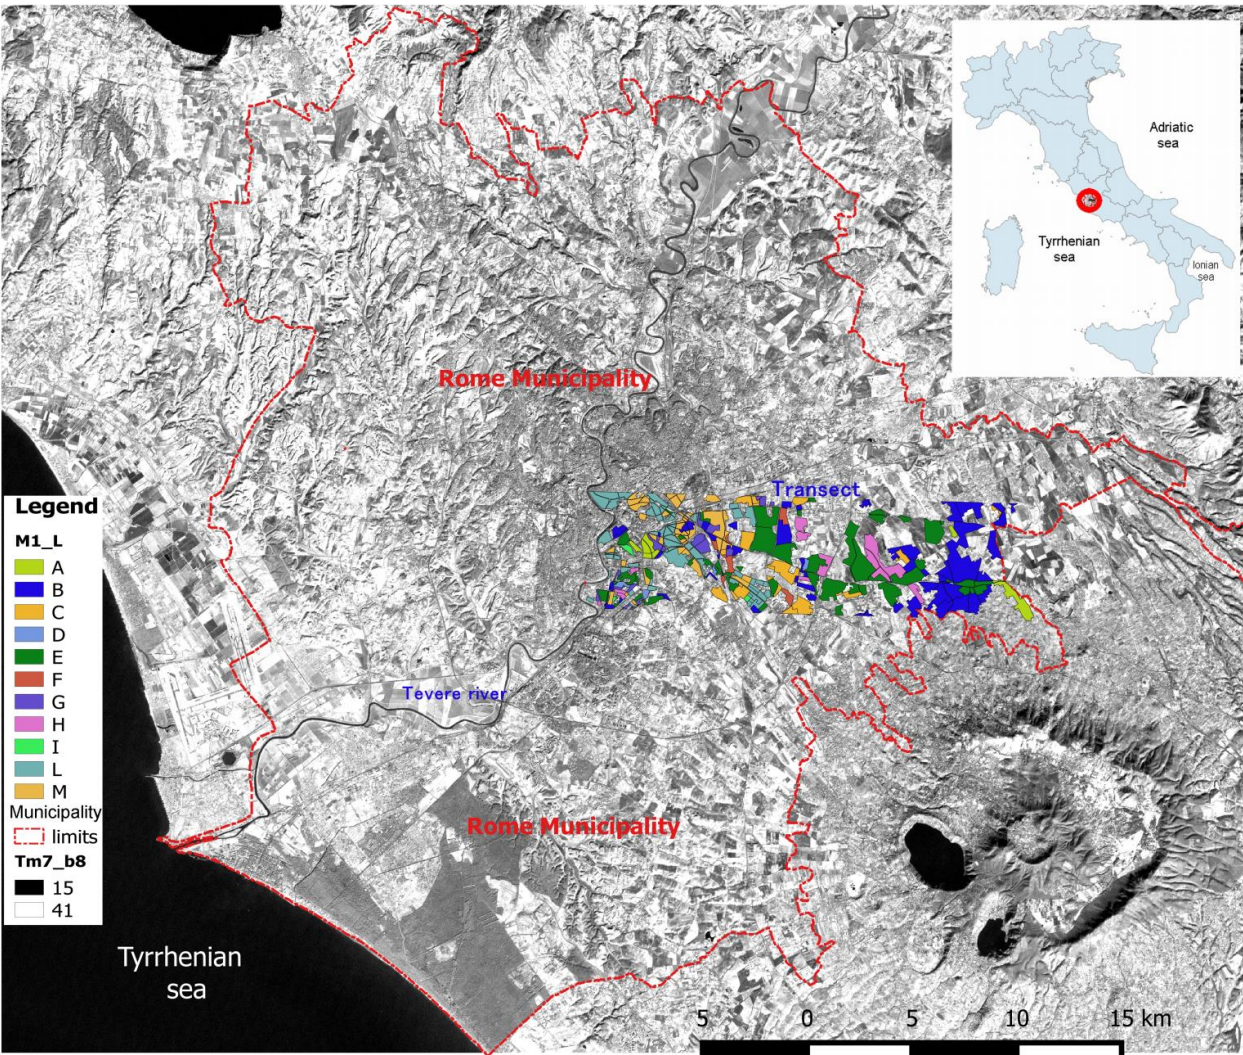 Adriatic
sea
Tyrrhenian
sea
Ionian
sea
Rome Municipality
Transect
Legend
M1_L
A
B
C
D
E
F
G
H
I
L
M
Municipality
limits
Tm7_b8
15
41
Tevere river
Rome Municipality
Tyrrhenian
sea
5 0 5 10 15 km